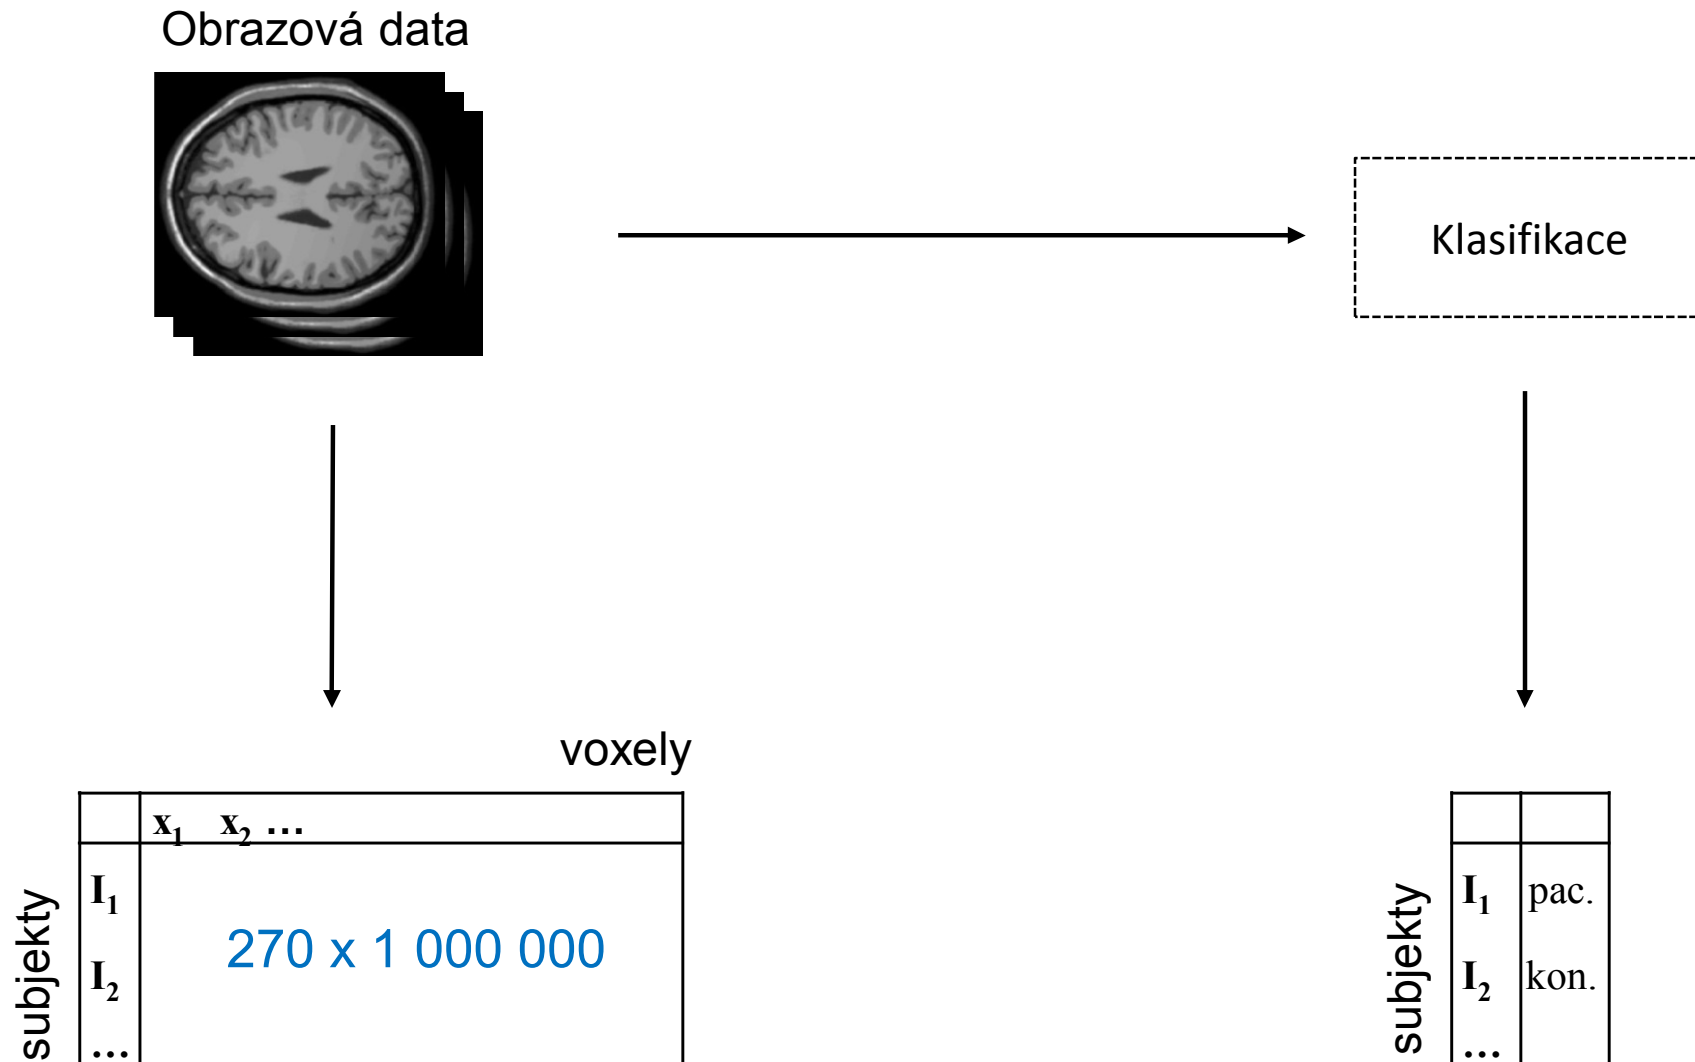 Obrazová data
Klasifikace
voxely
x₁ x₂ …
subjekty
I₁
270 x 1 000 000
I₂
…
subjekty
I₁ pac.
I₂ kon.
…